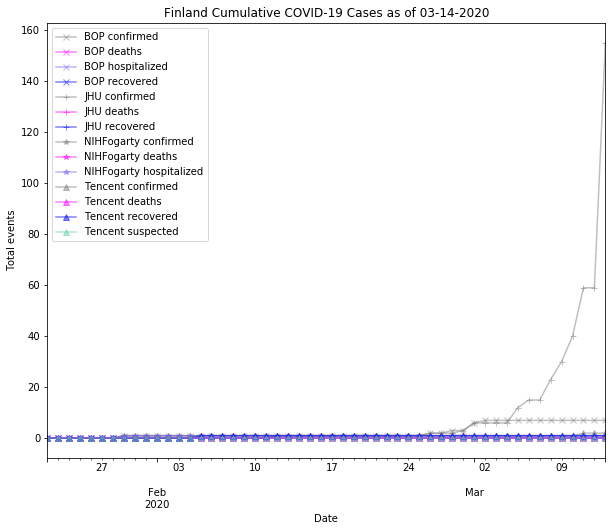 Finland Cumulative COVID-19 Cases as of 03-14-2020
BOP confirmed
BOP deaths
BOP hospitalized
BOP recovered
JHU confirmed
JHU deaths
JHU recovered
NIHFogarty confirmed
NIHFogarty deaths
NIHFogarty hospitalized
Tencent confirmed
Tencent deaths
Tencent recovered
Tencent suspected
Total events
160
140
120
100
80
60
40
20
0
27 03 10 17 24 02 09
Feb Mar
2020
Date